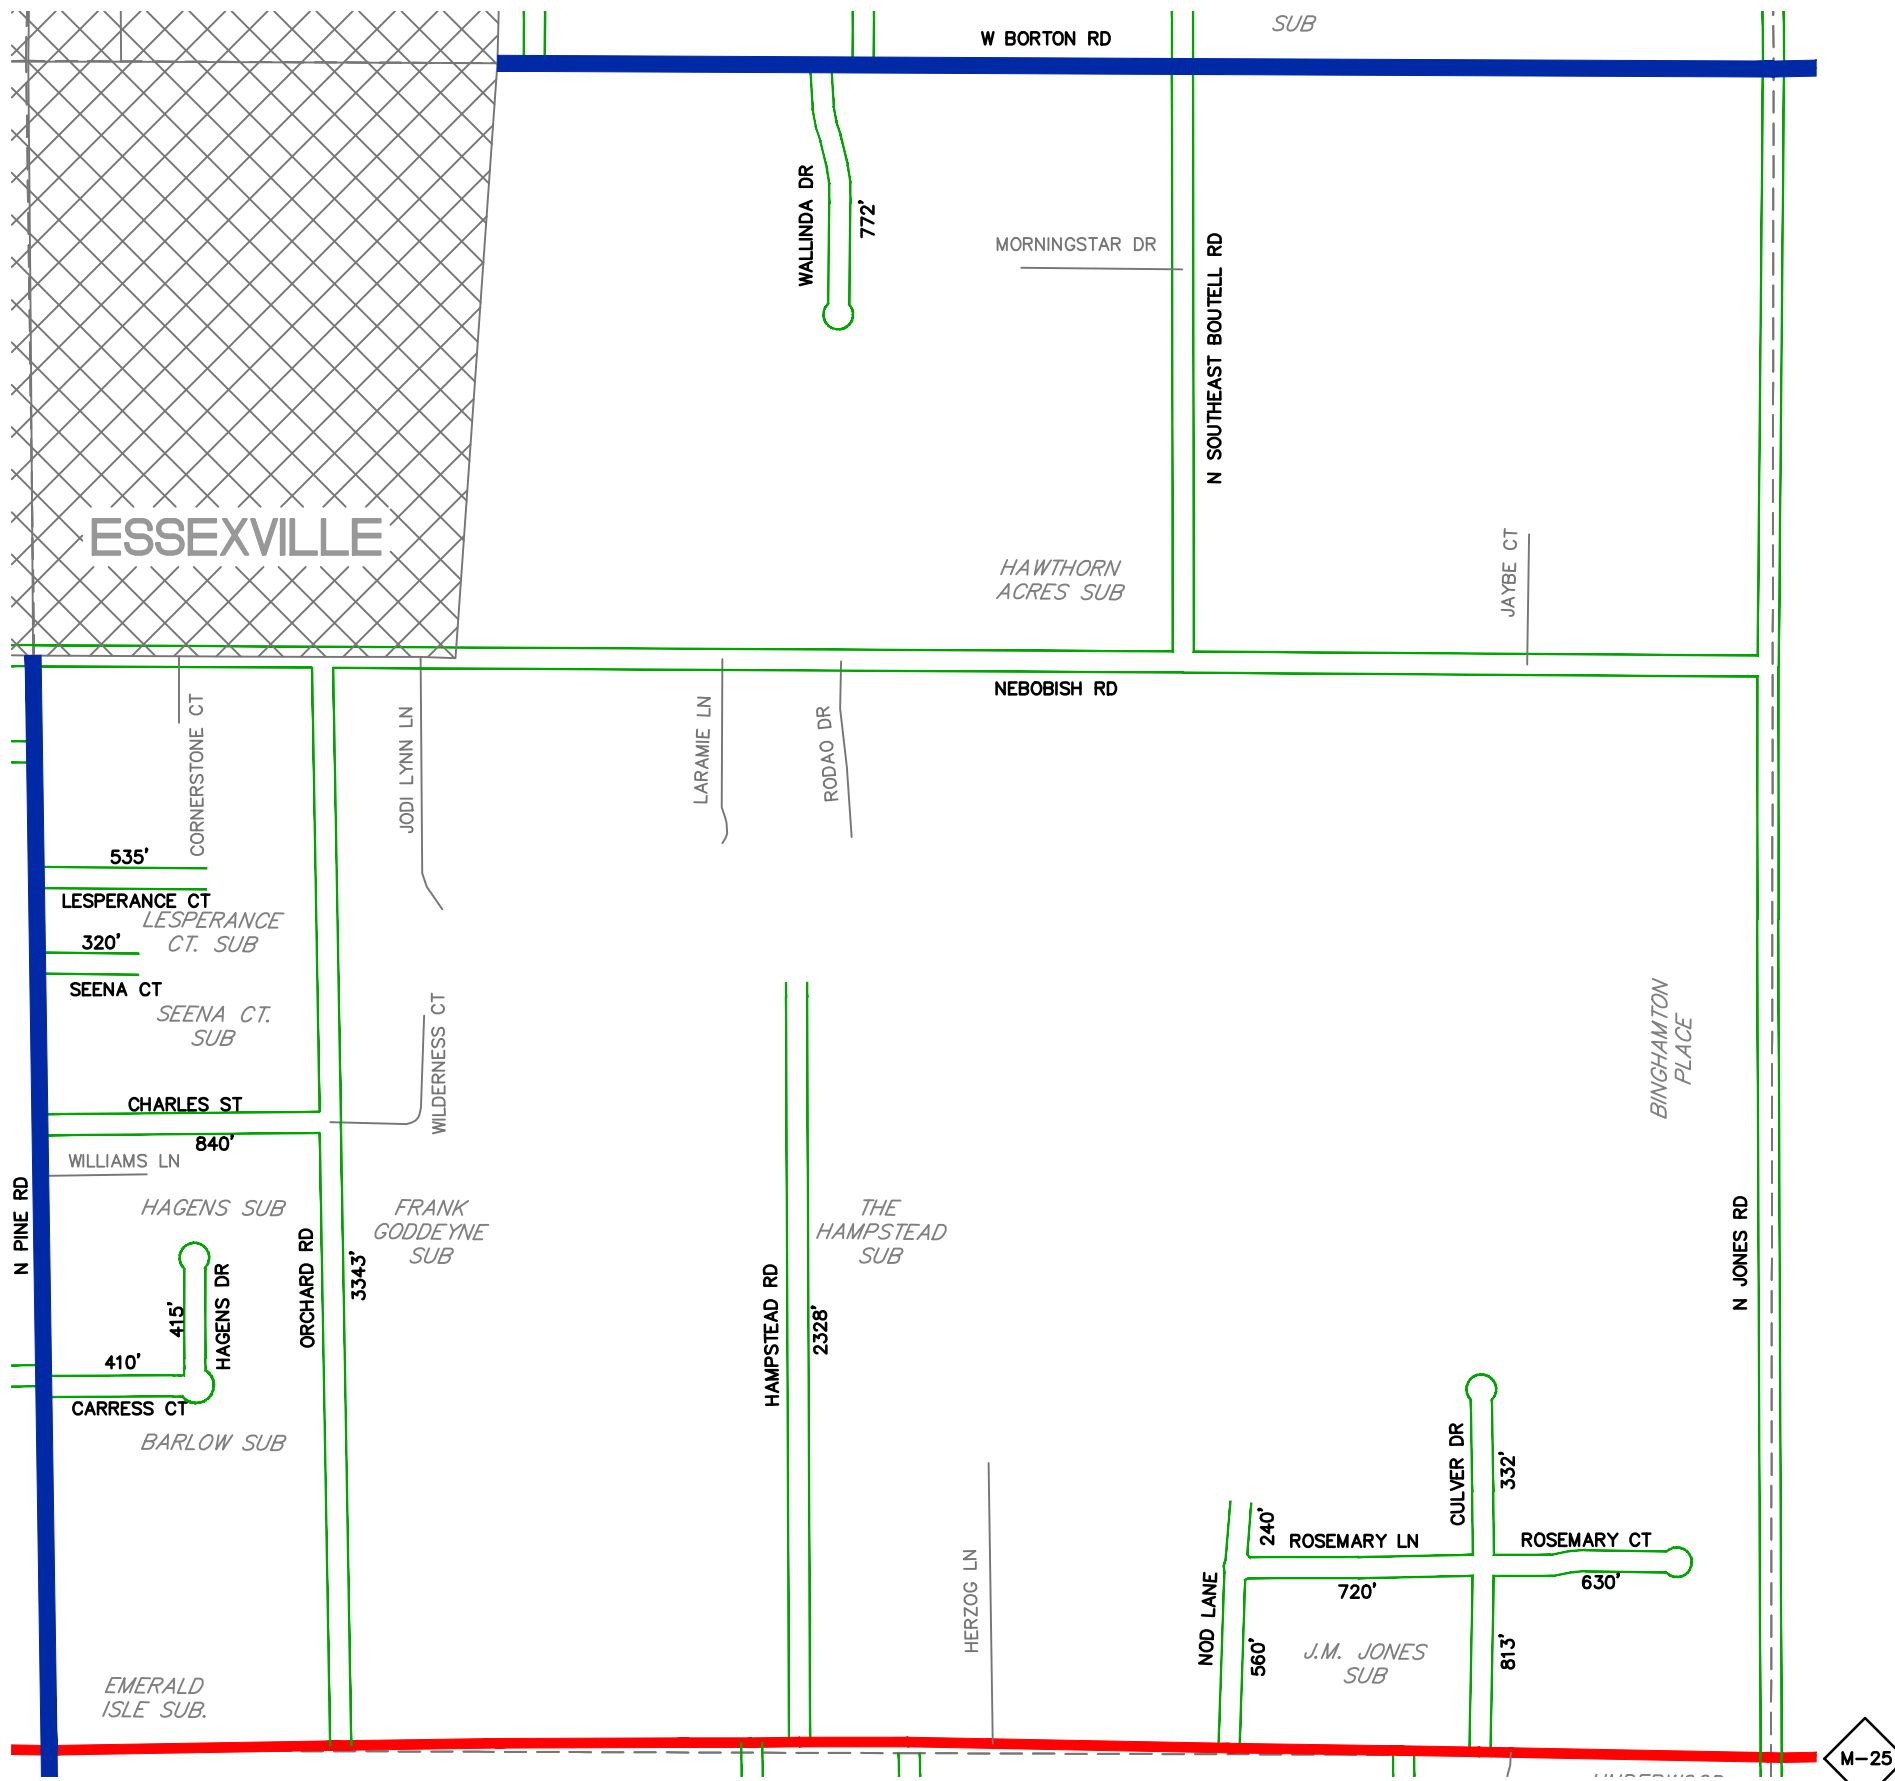 SUB
W BORTON RD
WALLINDA DR
772'
MORNINGSTAR DR
N SOUTHEAST BOUTELL RD
ESSEXVILLE
HAWTHORN
ACRES SUB
JAYBE CT
NEBOBISH RD
CORNERSTONE CT
JODI LYNN LN
LARAMIE LN
RODAO DR
535'
LESPERANCE CT
LESPERANCE
CT. SUB
320'
SEENA CT
SEENA CT.
SUB
WILDERNESS CT
BINGHAMTON
PLACE
CHARLES ST
840'
WILLIAMS LN
N PINE RD
HAGENS SUB
FRANK
GODDEYNE
SUB
THE
HAMPSTEAD
SUB
ORCHARD RD
3343'
HAGENS DR
415'
HAMPSTEAD RD
2328'
N JONES RD
410'
CARRESS CT
BARLOW SUB
CULVER DR
332'
240'
ROSEMARY LN
ROSEMARY CT
720'
630'
HERZOG LN
NOD LANE
560'
J.M. JONES
SUB
813'
EMERALD
ISLE SUB.
M-25